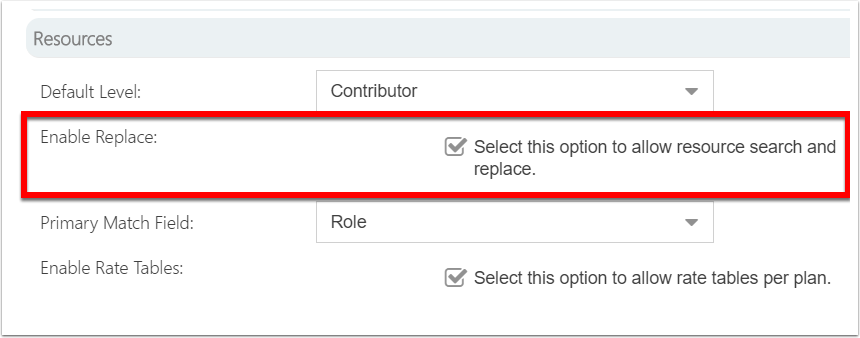 Resources
Default Level:
Contributor
Enable Replace:
Select this option to allow resource search and
replace.
Primary Match Field:
Role
Enable Rate Tables:
Select this option to allow rate tables per plan.